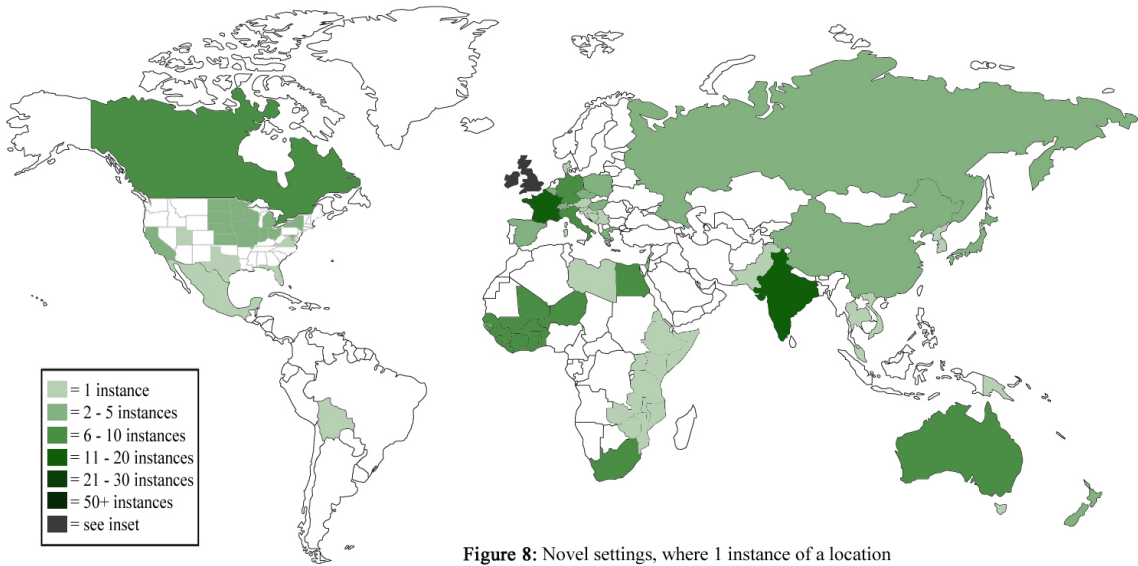 = 1 instance
= 2 - 5 instances
= 6 - 10 instances
= 11 - 20 instances
= 21 - 30 instances
= 50+ instances
= see inset
Figure 8: Novel settings, where 1 instance of a location